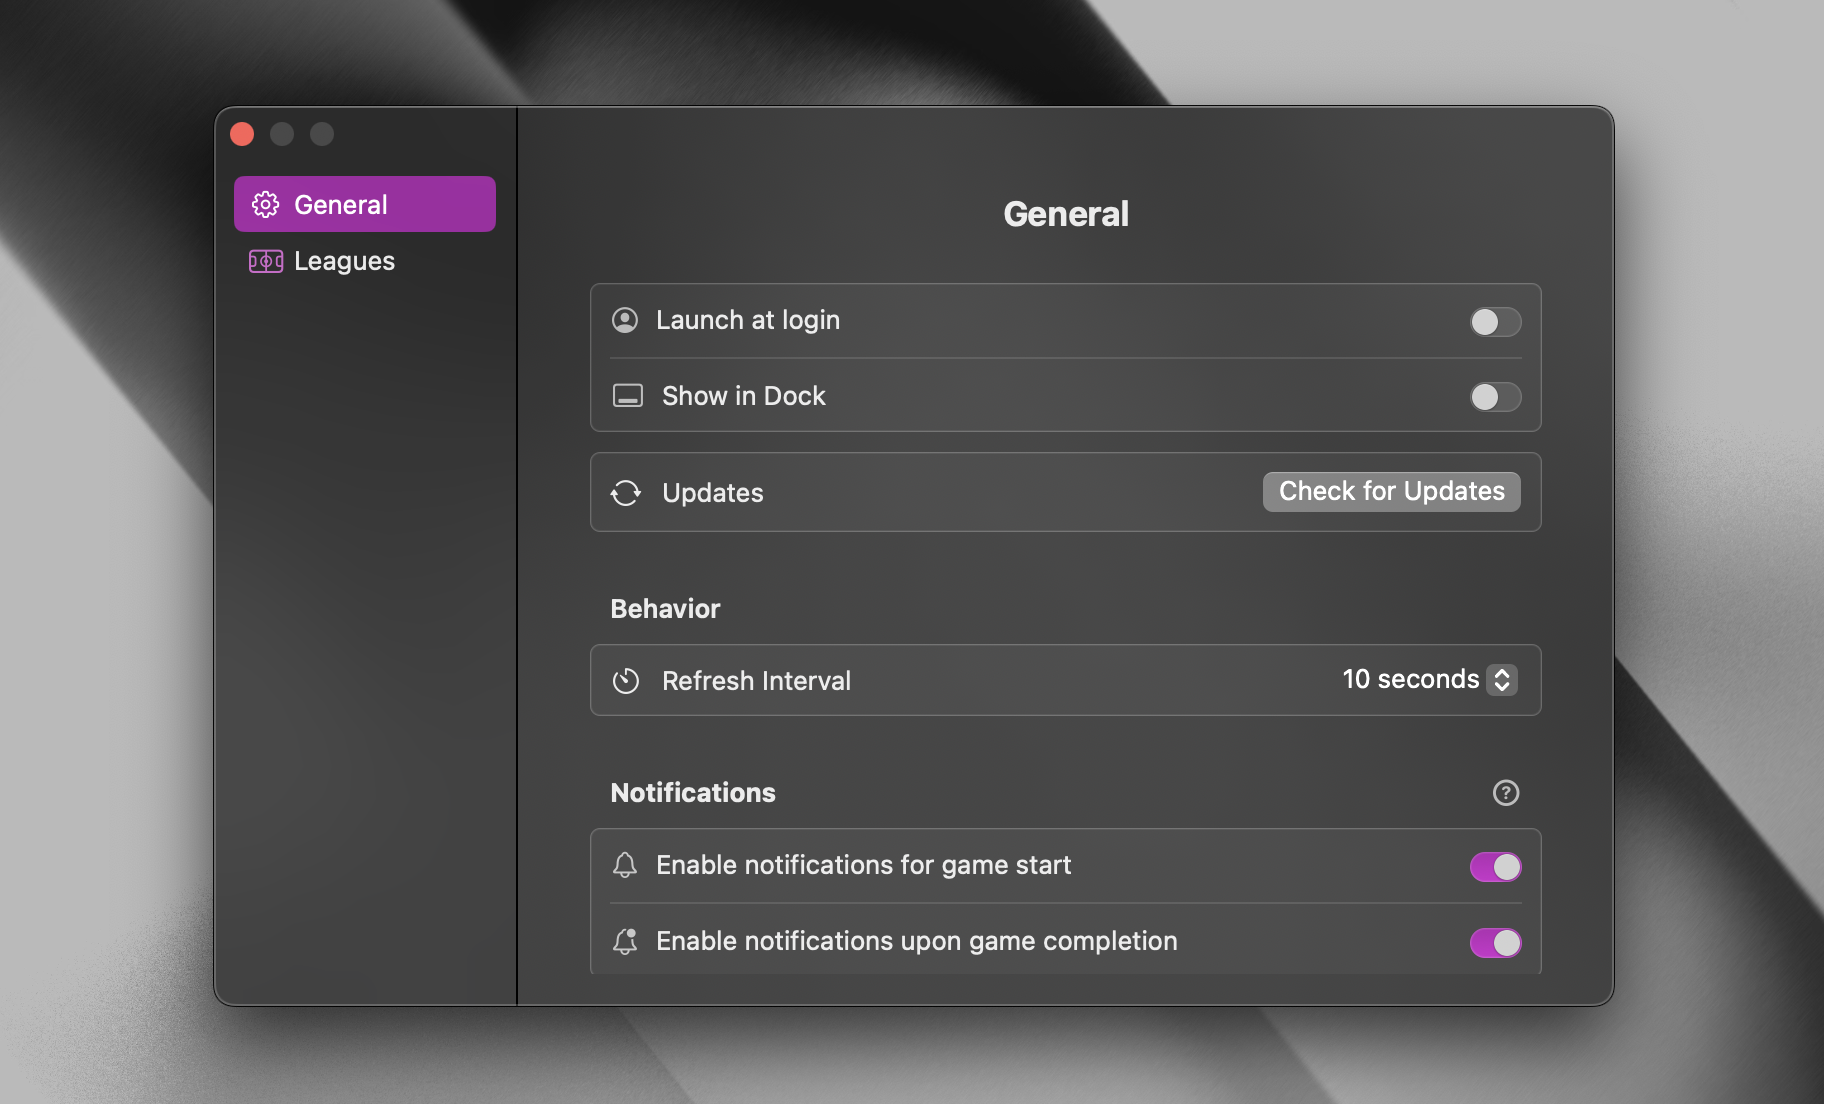 General
Leagues
General
Launch at login
Show in Dock
Updates
Check for Updates
Behavior
Refresh Interval
10 seconds
Notifications
?
Enable notifications for game start
Enable notifications upon game completion